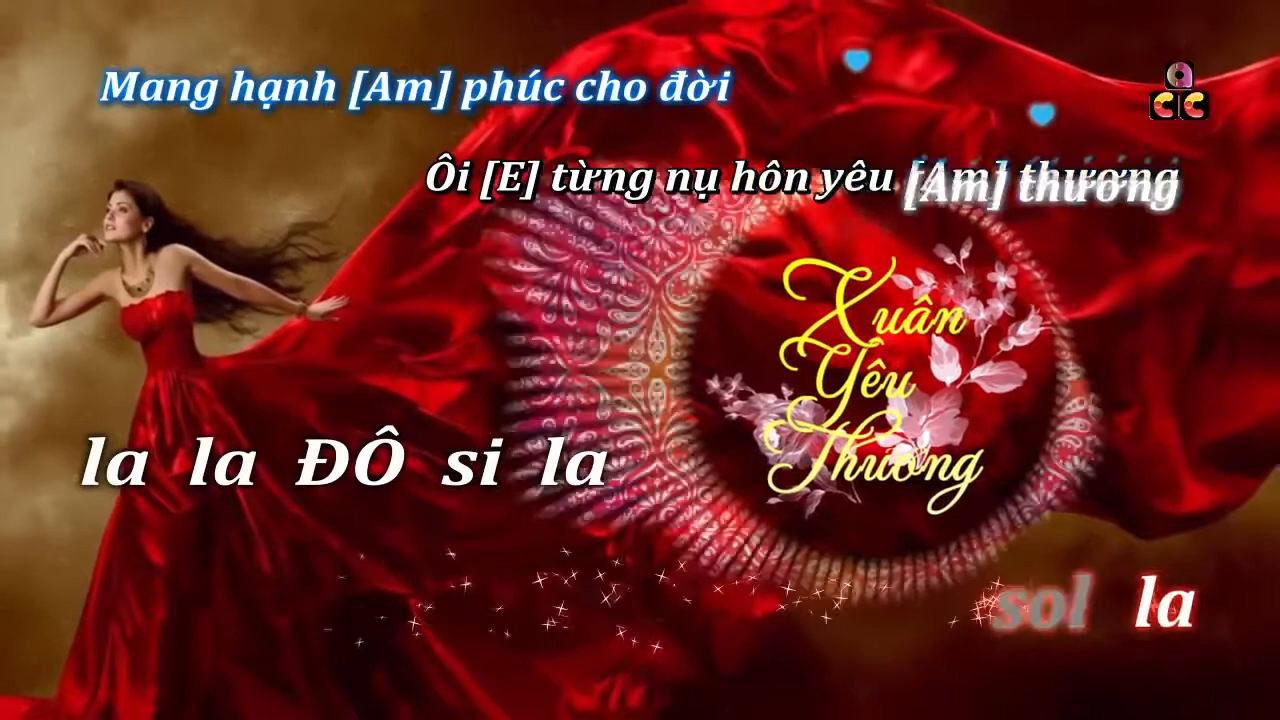 Mang hạnh [Am] phúc cho đời
a
C C
Ôi [E] từng nụ hôn yêu [Am] thương
Xuân
Yêu
Thương
la la ĐÔ si la
sol la